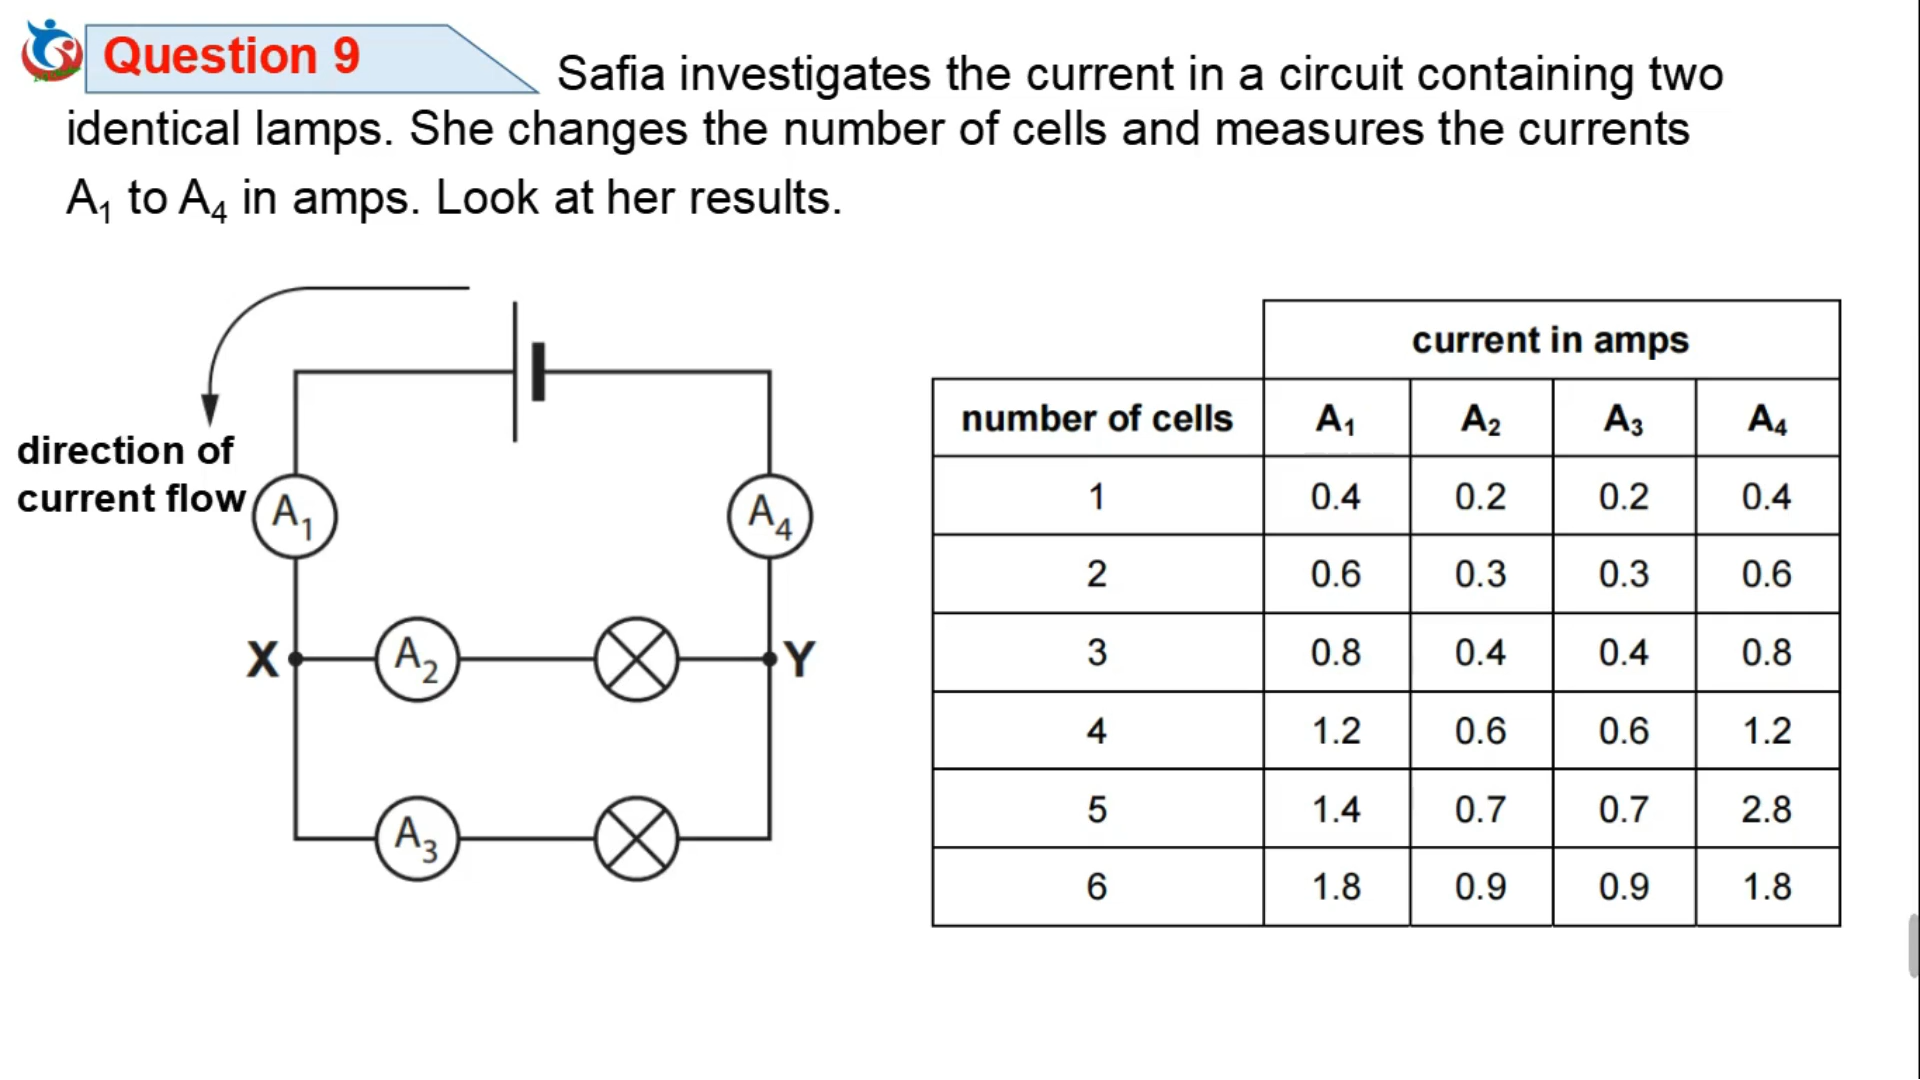 Question 9
Safia investigates the current in a circuit containing two
identical lamps. She changes the number of cells and measures the currents
A₁ to A₄ in amps. Look at her results.
direction of
current flow
A₁
A₄
X
A₂
Y
A₃
current in amps
number of cells A₁ A₂ A₃ A₄
1 0.4 0.2 0.2 0.4
2 0.6 0.3 0.3 0.6
3 0.8 0.4 0.4 0.8
4 1.2 0.6 0.6 1.2
5 1.4 0.7 0.7 2.8
6 1.8 0.9 0.9 1.8